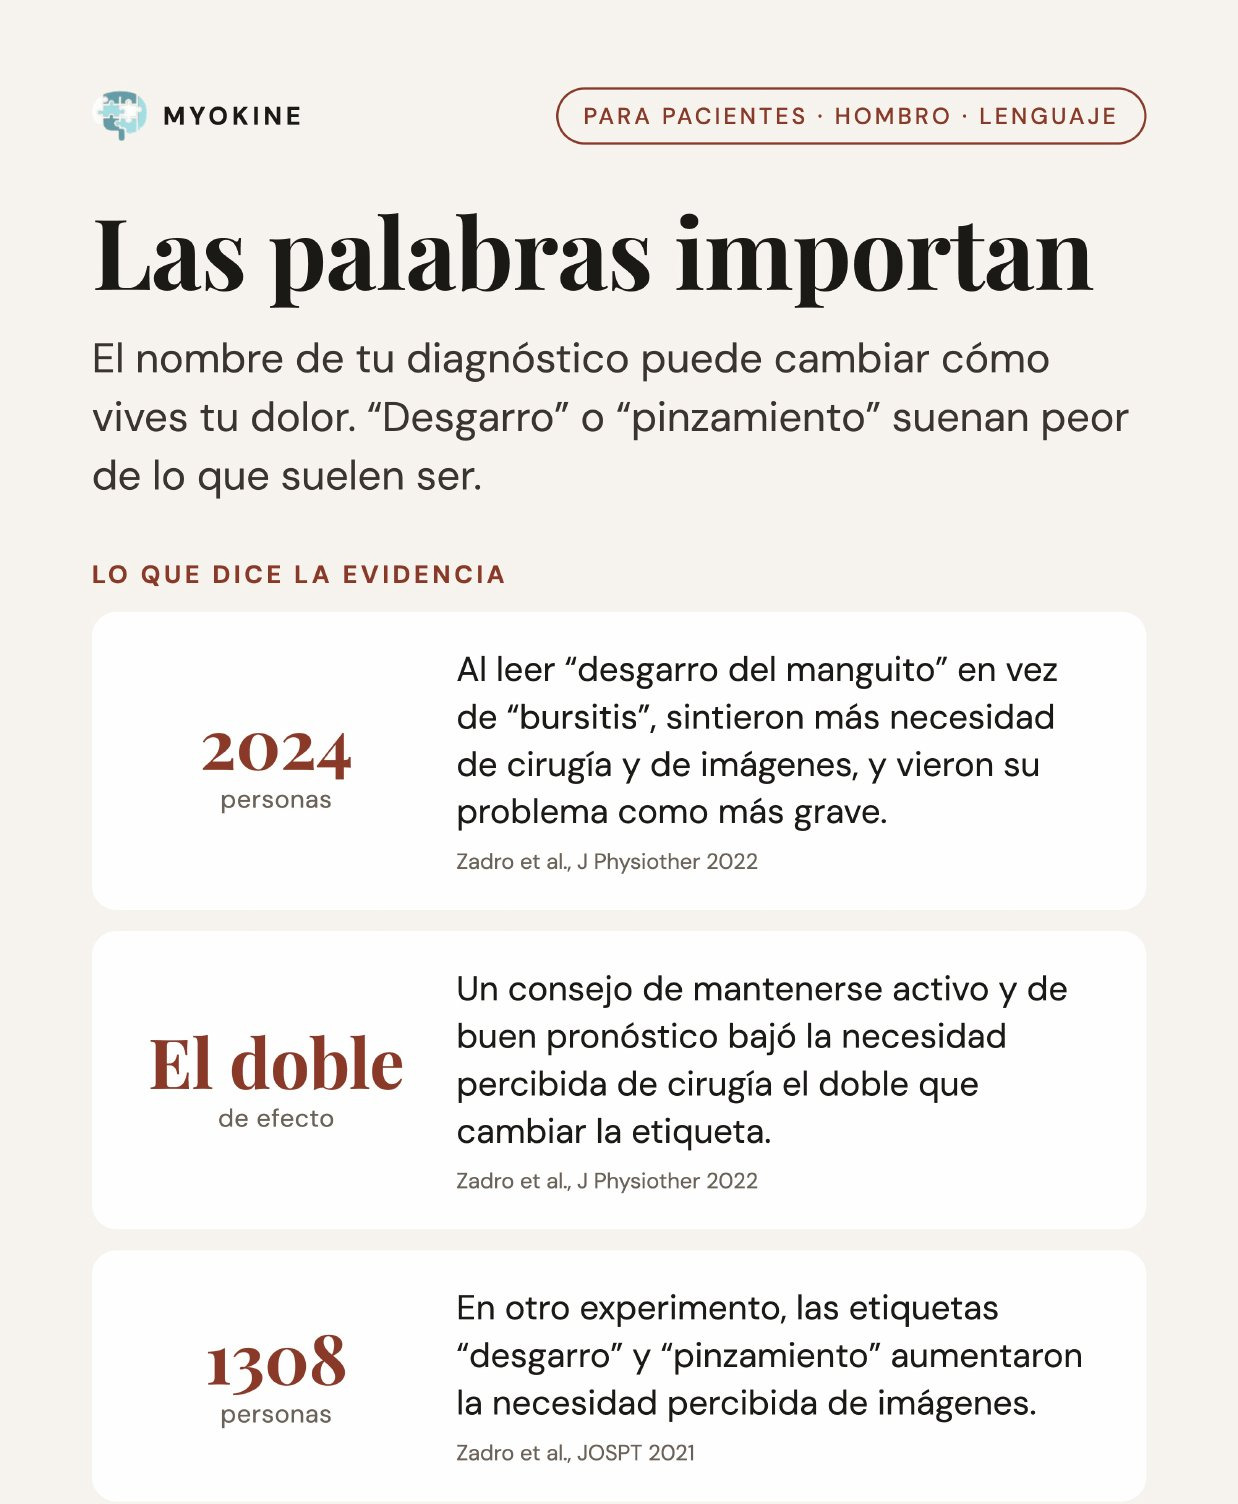 MYOKINE
PARA PACIENTES · HOMBRO · LENGUAJE
Las palabras importan
El nombre de tu diagnóstico puede cambiar cómo
vives tu dolor. “Desgarro” o “pinzamiento” suenan peor
de lo que suelen ser.
LO QUE DICE LA EVIDENCIA
2024
personas
Al leer “desgarro del manguito” en vez
de “bursitis”, sintieron más necesidad
de cirugía y de imágenes, y vieron su
problema como más grave.
Zadro et al., J Physiother 2022
El doble
de efecto
Un consejo de mantenerse activo y de
buen pronóstico bajó la necesidad
percibida de cirugía el doble que
cambiar la etiqueta.
Zadro et al., J Physiother 2022
1308
personas
En otro experimento, las etiquetas
“desgarro” y “pinzamiento” aumentaron
la necesidad percibida de imágenes.
Zadro et al., JOSPT 2021